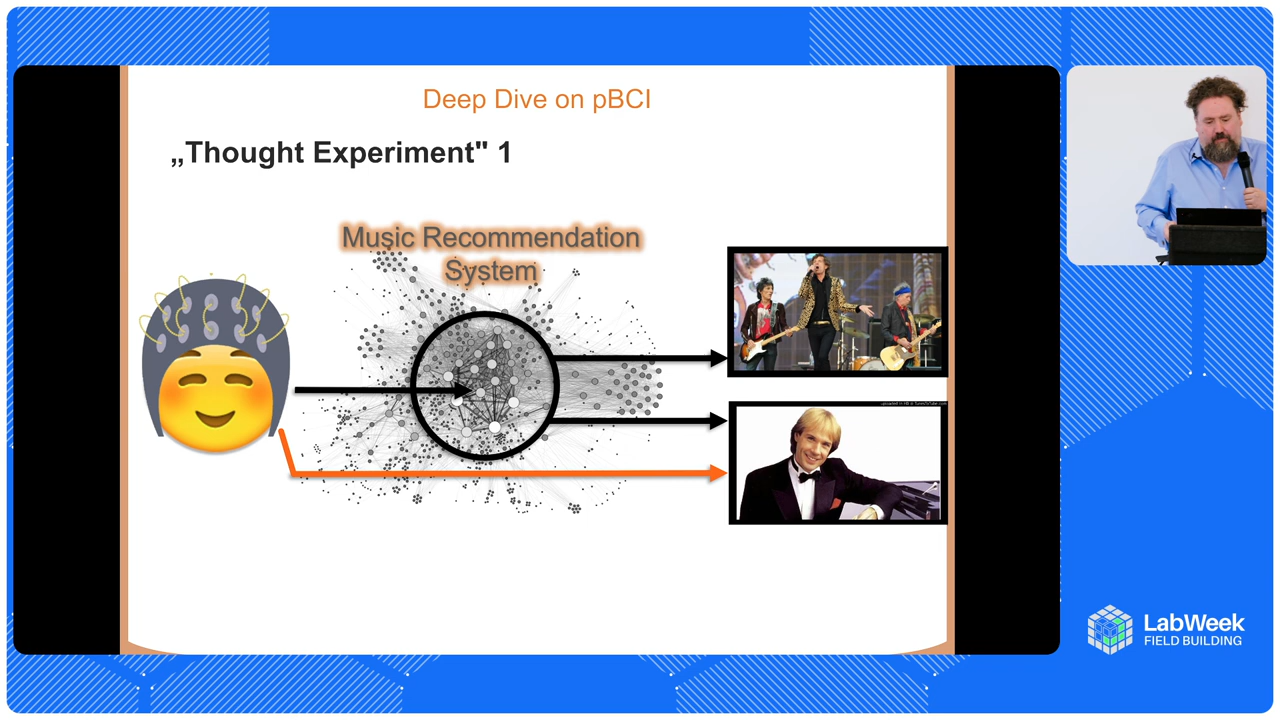 Deep Dive on pBCI
„Thought Experiment" 1
Music Recommendation
System
LabWeek
FIELD BUILDING